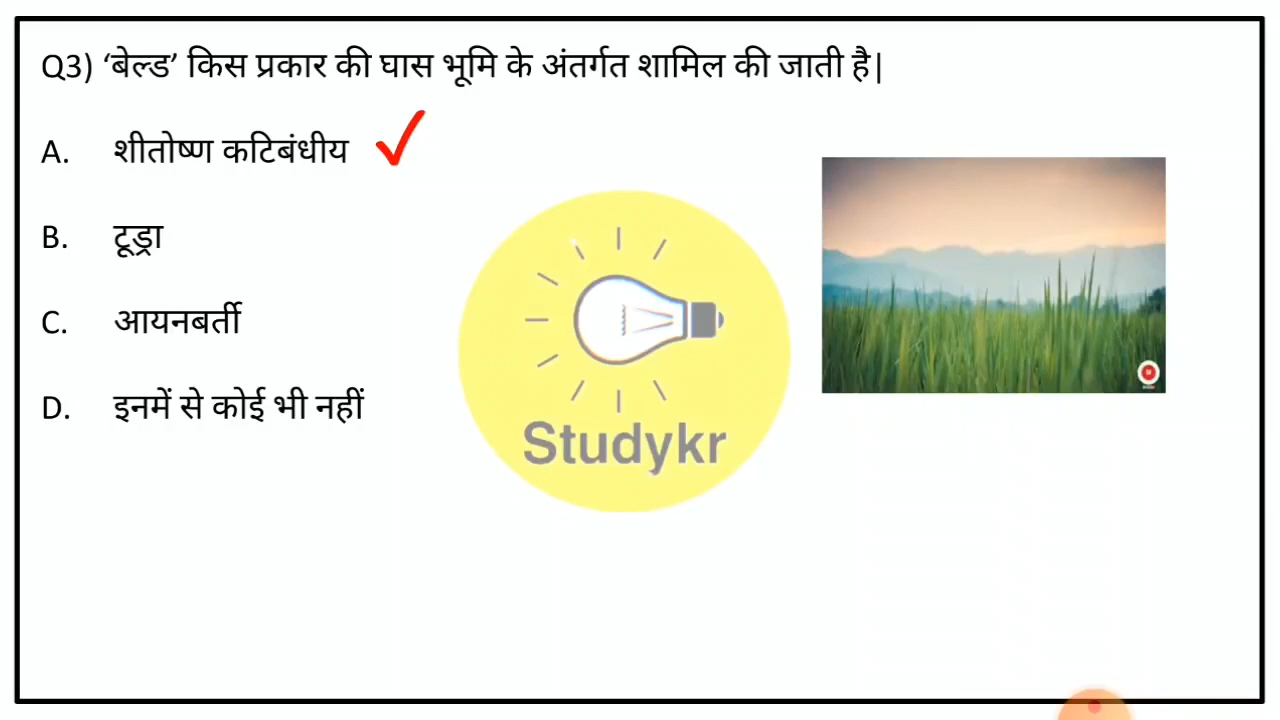 Q3) ‘बेल्ड’ किस प्रकार की घास भूमि के अंतर्गत शामिल की जाती है|
A. शीतोष्ण कटिबंधीय
B. टूड्रा
C. आयनबर्ती
D. इनमें से कोई भी नहीं
Studykr